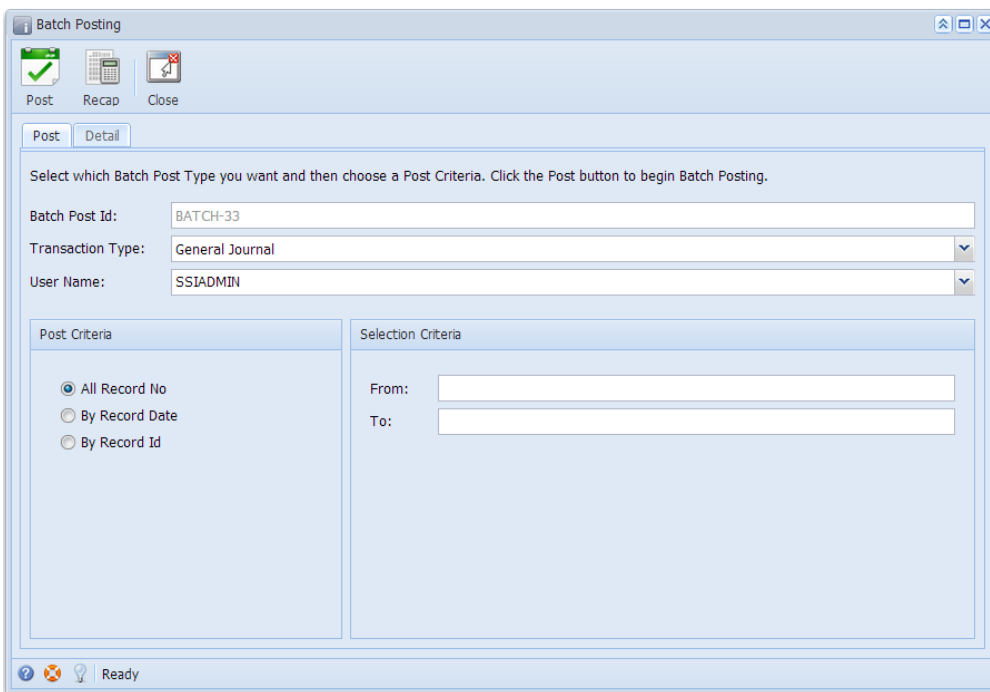 Batch Posting
Post Recap Close
Post Detail
Select which Batch Post Type you want and then choose a Post Criteria. Click the Post button to begin Batch Posting.
Batch Post Id: BATCH-33
Transaction Type: General Journal
User Name: SSIADMIN
Post Criteria
All Record No
By Record Date
By Record Id
Selection Criteria
From:
To:
Ready